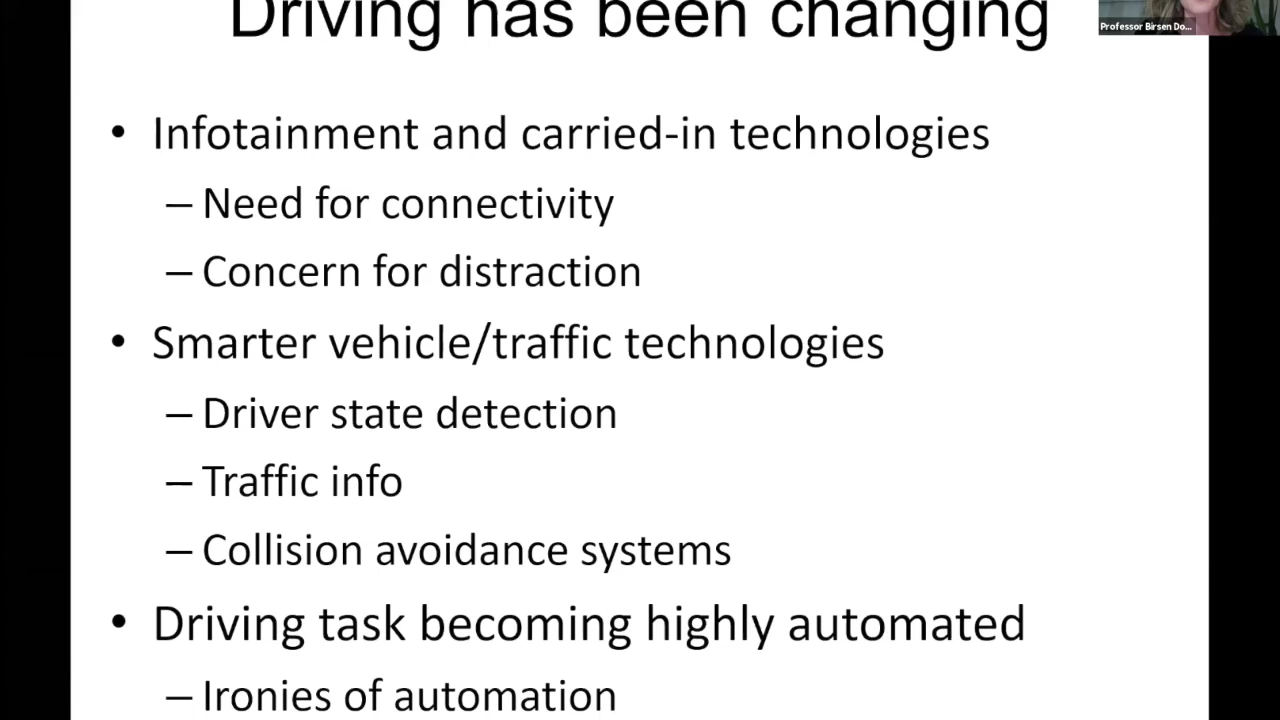 Driving has been changing
Professor Birsen Do...
• Infotainment and carried-in technologies
– Need for connectivity
– Concern for distraction
• Smarter vehicle/traffic technologies
– Driver state detection
– Traffic info
– Collision avoidance systems
• Driving task becoming highly automated
– Ironies of automation